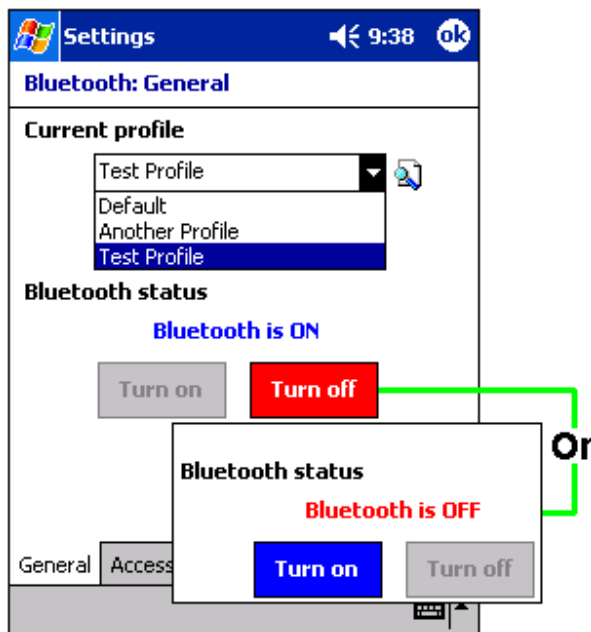 Settings 9:38 ok
Bluetooth: General
Current profile
Test Profile
Default
Another Profile
Test Profile
Bluetooth status
Bluetooth is ON
Turn on Turn off
Bluetooth status
Bluetooth is OFF
Turn on Turn off
General Access